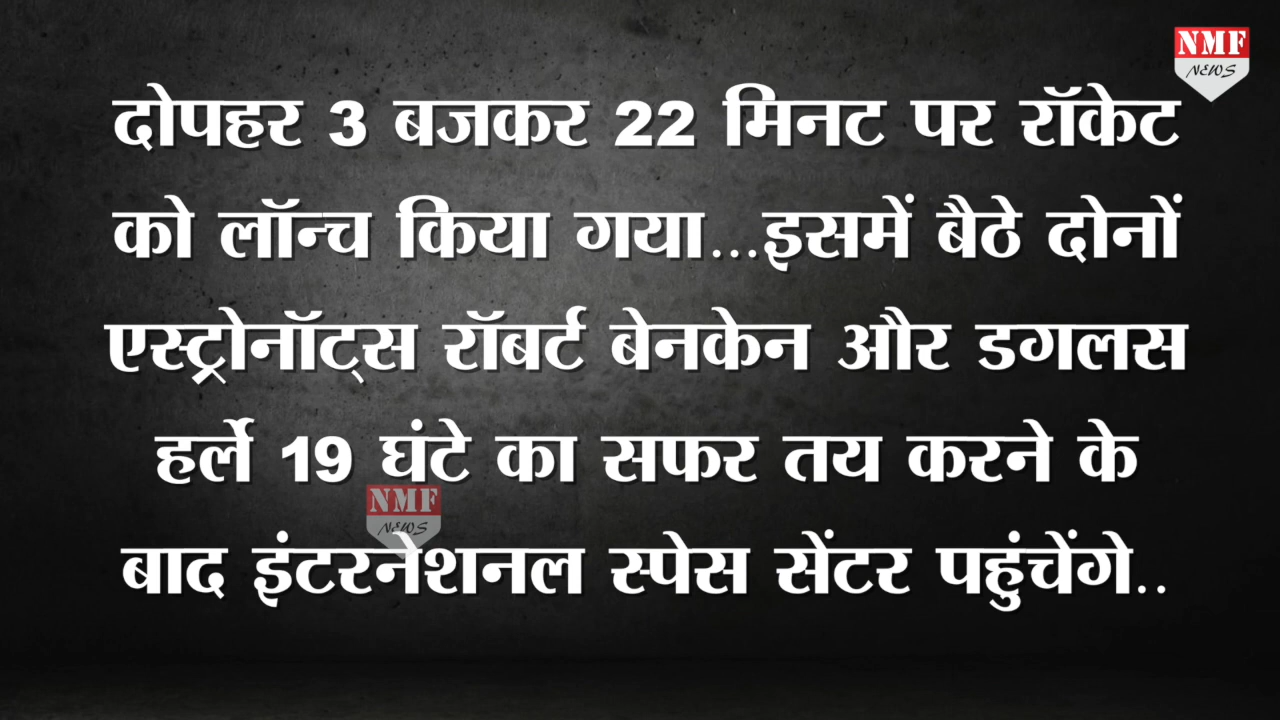 NMF
NEWS
दोपहर 3 बजकर 22 मिनट पर रॉकेट
को लॉन्च किया गया...इसमें बैठे दोनों
एस्ट्रोनॉट्स रॉबर्ट बेनकेन और डगलस
हर्ले 19 घंटे का सफर तय करने के
NMF
NEWS
बाद इंटरनेशनल स्पेस सेंटर पहुंचेंगे..